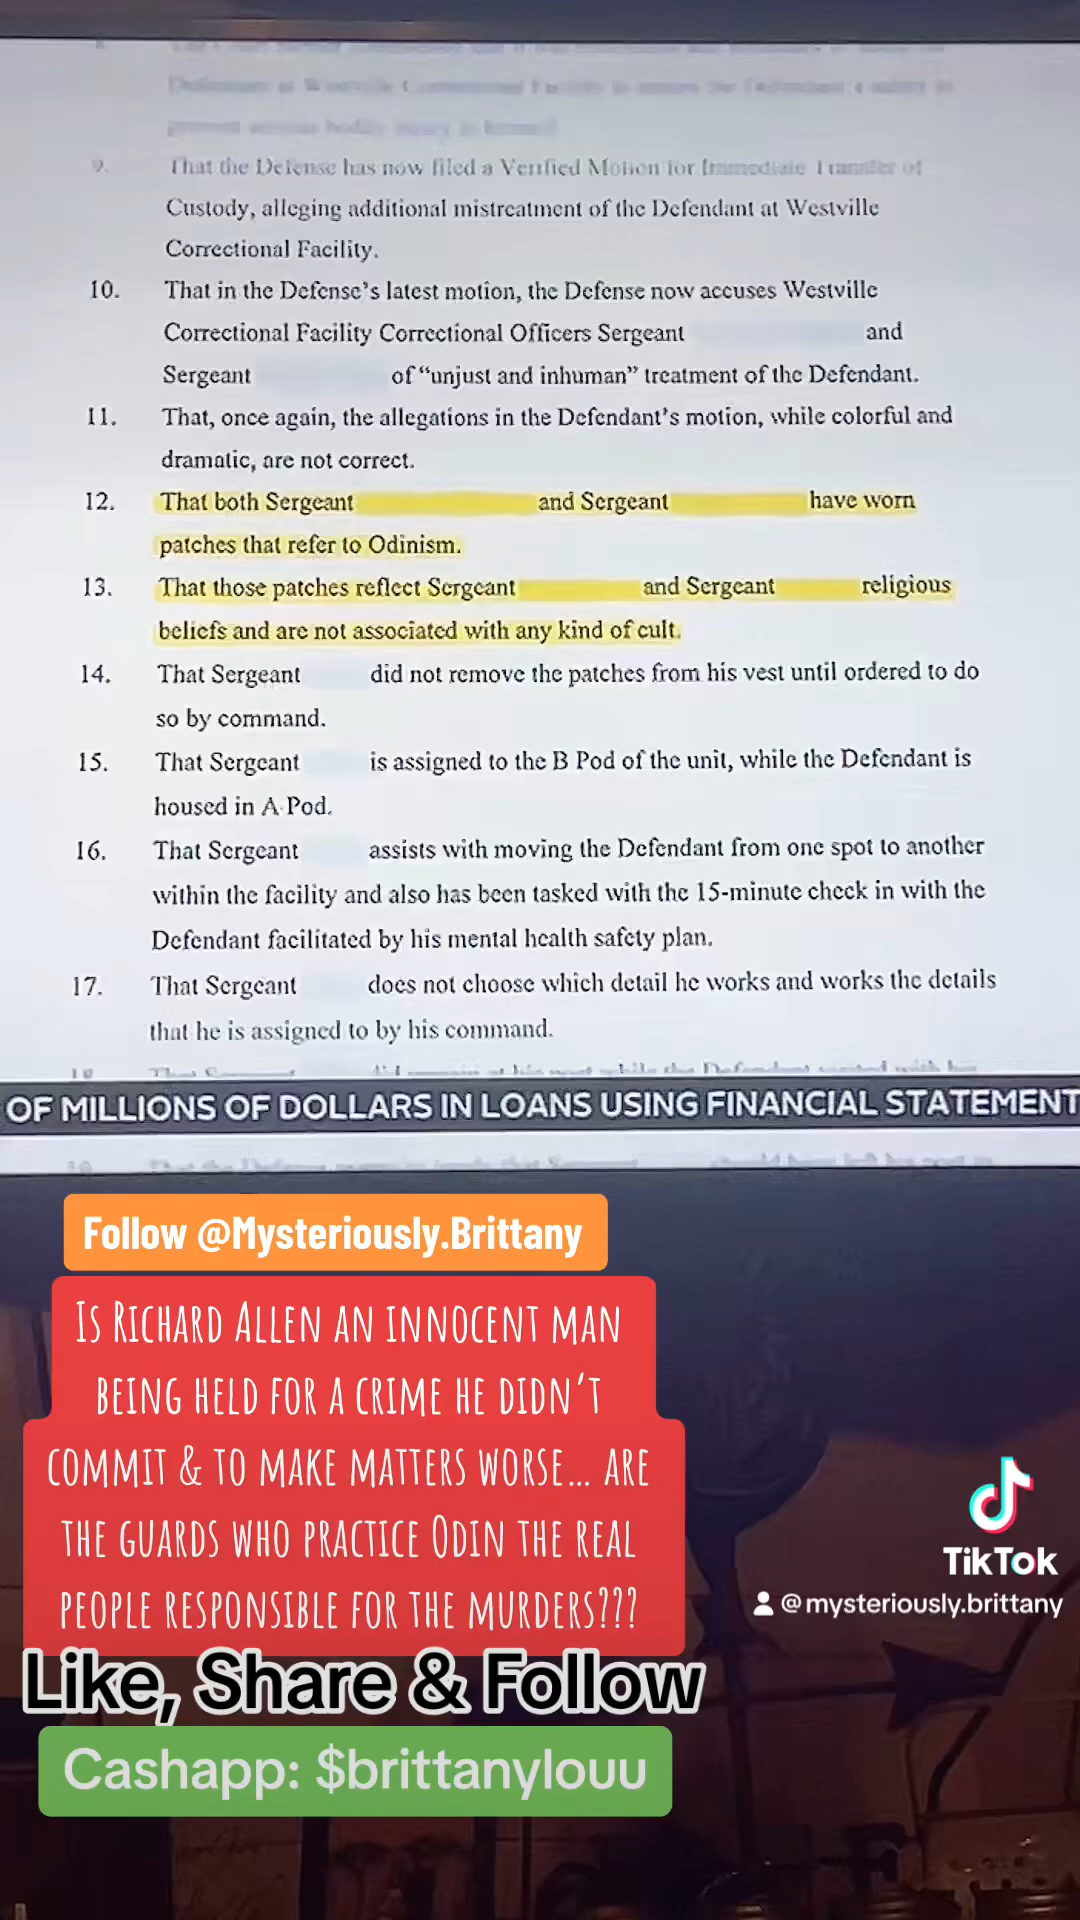 9. That the Defense has now filed a Verified Motion for Immediate Transfer of
Custody, alleging additional mistreatment of the Defendant at Westville
Correctional Facility.
10. That in the Defense's latest motion, the Defense now accuses Westville
Correctional Facility Correctional Officers Sergeant and
Sergeant of "unjust and inhuman" treatment of the Defendant.
11. That, once again, the allegations in the Defendant's motion, while colorful and
dramatic, are not correct.
12. That both Sergeant and Sergeant have worn
patches that refer to Odinism.
13. That those patches reflect Sergeant and Sergeant religious
beliefs and are not associated with any kind of cult.
14. That Sergeant did not remove the patches from his vest until ordered to do
so by command.
15. That Sergeant is assigned to the B Pod of the unit, while the Defendant is
housed in A Pod.
16. That Sergeant assists with moving the Defendant from one spot to another
within the facility and also has been tasked with the 15-minute check in with the
Defendant facilitated by his mental health safety plan.
17. That Sergeant does not choose which detail he works and works the details
that he is assigned to by his command.
OF MILLIONS OF DOLLARS IN LOANS USING FINANCIAL STATEMENT
Follow @Mysteriously.Brittany
Is Richard Allen an innocent man
being held for a crime he didn't
commit & to make matters worse... are
the guards who practice Odin the real
people responsible for the murders???
Like, Share & Follow
Cashapp: $brittanylouu
TikTok
@mysteriously.brittany